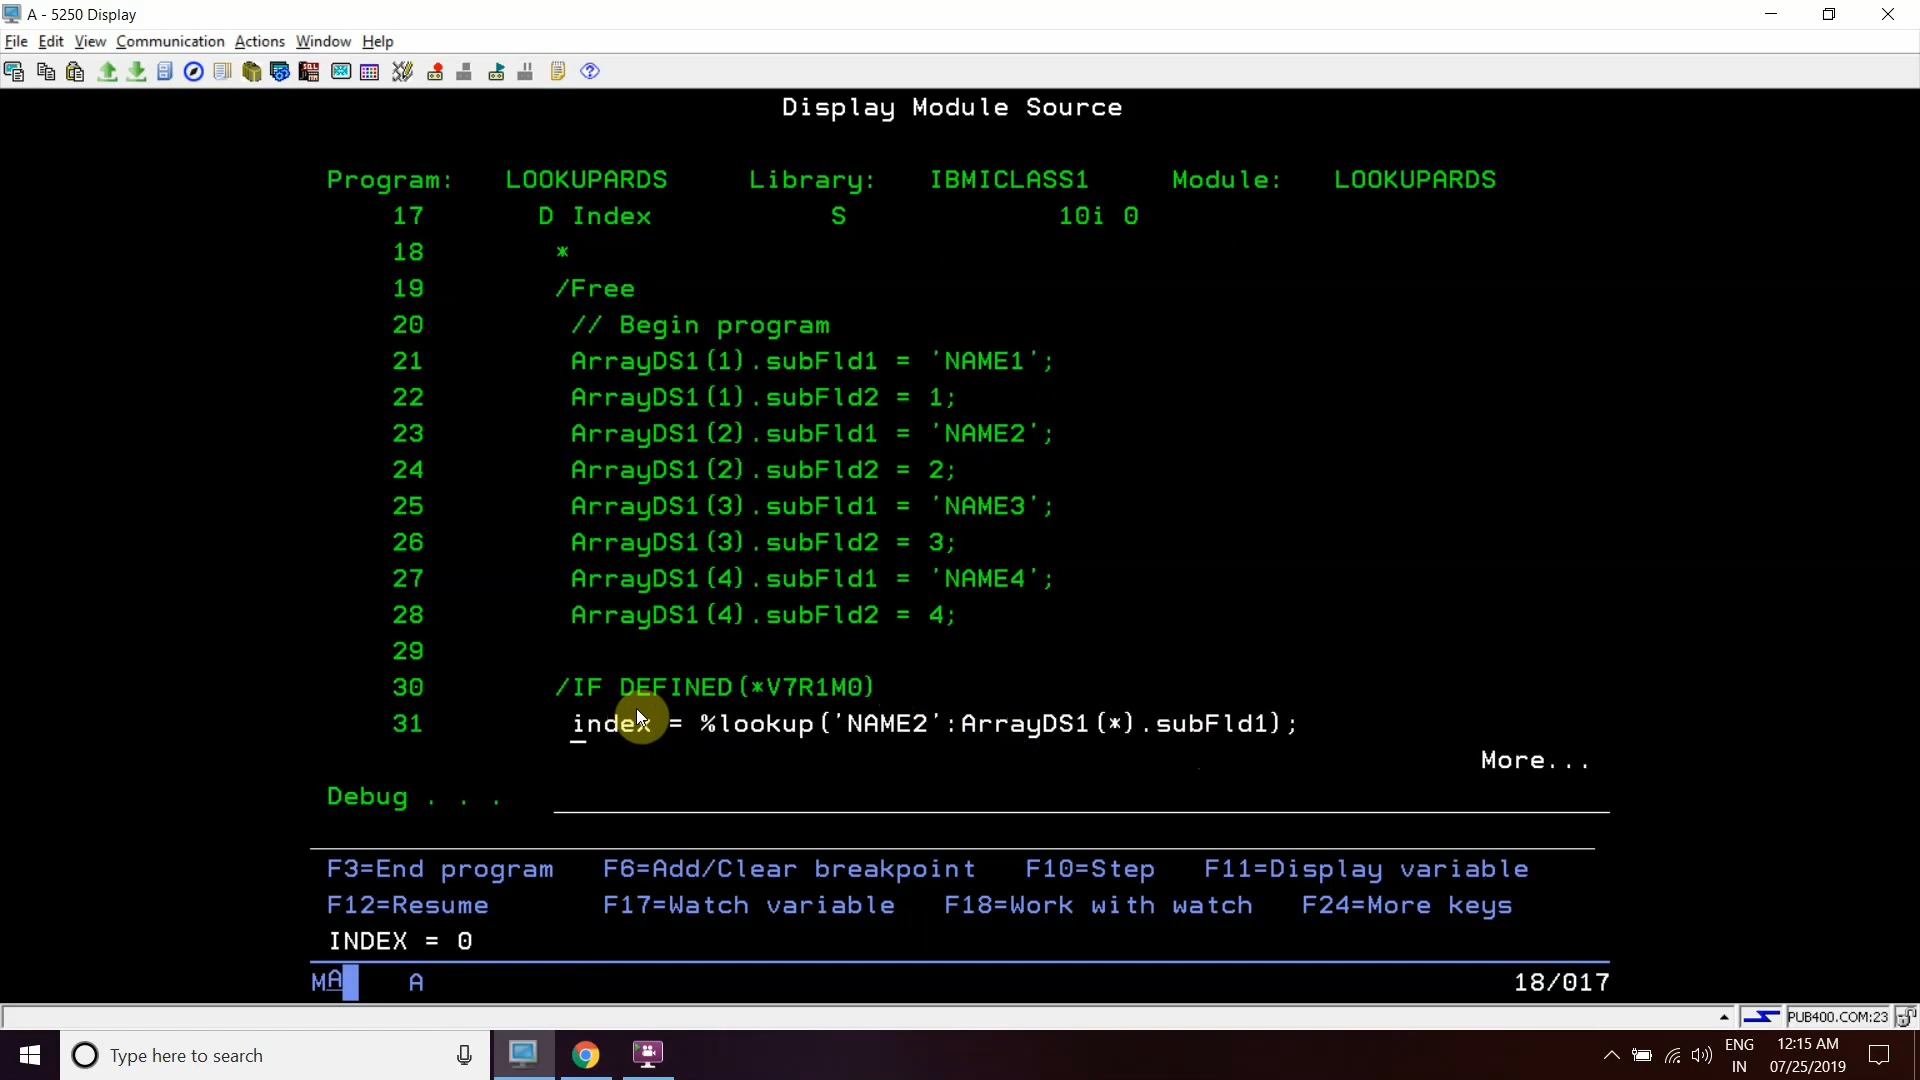 A - 5250 Display
File Edit View Communication Actions Window Help
Display Module Source
Program: LOOKUPARDS Library: IBMICLASS1 Module: LOOKUPARDS
17 D Index S 10i 0
18 *
19 /Free
20 // Begin program
21 ArrayDS1(1).subFld1 = 'NAME1';
22 ArrayDS1(1).subFld2 = 1;
23 ArrayDS1(2).subFld1 = 'NAME2';
24 ArrayDS1(2).subFld2 = 2;
25 ArrayDS1(3).subFld1 = 'NAME3';
26 ArrayDS1(3).subFld2 = 3;
27 ArrayDS1(4).subFld1 = 'NAME4';
28 ArrayDS1(4).subFld2 = 4;
29
30 /IF DEFINED(*V7R1M0)
31 index = %lookup('NAME2':ArrayDS1(*).subFld1);
More...
Debug . . .
F3=End program F6=Add/Clear breakpoint F10=Step F11=Display variable
F12=Resume F17=Watch variable F18=Work with watch F24=More keys
INDEX = 0
MA A 18/017
PUB400.COM:23
Type here to search
ENG 12:15 AM
IN 07/25/2019